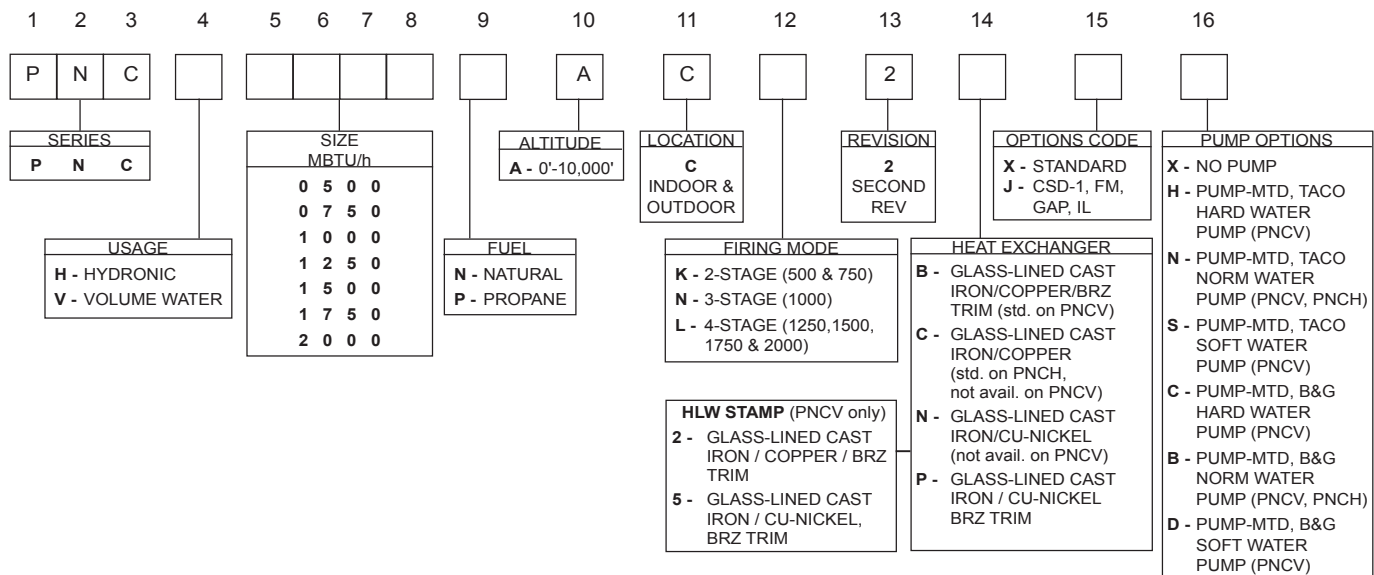 1 2 3 4 5 6 7 8 9 10 11 12 13 14 15 16
P N C A C 2
SERIES
P N C
USAGE
H - HYDRONIC
V - VOLUME WATER
SIZE
MBTU/h
0 5 0 0
0 7 5 0
1 0 0 0
1 2 5 0
1 5 0 0
1 7 5 0
2 0 0 0
FUEL
N - NATURAL
P - PROPANE
ALTITUDE
A - 0'-10,000'
LOCATION
C
INDOOR &
OUTDOOR
FIRING MODE
K - 2-STAGE (500 & 750)
N - 3-STAGE (1000)
L - 4-STAGE (1250,1500,
1750 & 2000)
REVISION
2
SECOND
REV
HLW STAMP (PNCV only)
2 - GLASS-LINED CAST
IRON / COPPER / BRZ
TRIM
5 - GLASS-LINED CAST
IRON / CU-NICKEL,
BRZ TRIM
HEAT EXCHANGER
B - GLASS-LINED CAST
IRON/COPPER/BRZ
TRIM (std. on PNCV)
C - GLASS-LINED CAST
IRON/COPPER
(std. on PNCH,
not avail. on PNCV)
N - GLASS-LINED CAST
IRON/CU-NICKEL
(not avail. on PNCV)
P - GLASS-LINED CAST
IRON / CU-NICKEL
BRZ TRIM
OPTIONS CODE
X - STANDARD
J - CSD-1, FM,
GAP, IL
PUMP OPTIONS
X - NO PUMP
H - PUMP-MTD, TACO
HARD WATER
PUMP (PNCV)
N - PUMP-MTD, TACO
NORM WATER
PUMP (PNCV, PNCH)
S - PUMP-MTD, TACO
SOFT WATER
PUMP (PNCV)
C - PUMP-MTD, B&G
HARD WATER
PUMP (PNCV)
B - PUMP-MTD, B&G
NORM WATER
PUMP (PNCV, PNCH)
D - PUMP-MTD, B&G
SOFT WATER
PUMP (PNCV)